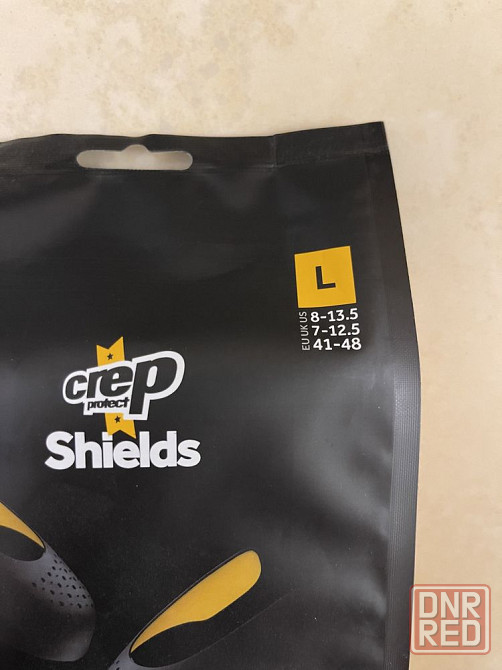 L
US 8-13.5
UK 7-12.5
EU 41-48
crep
protect
Shields
DNR
RED